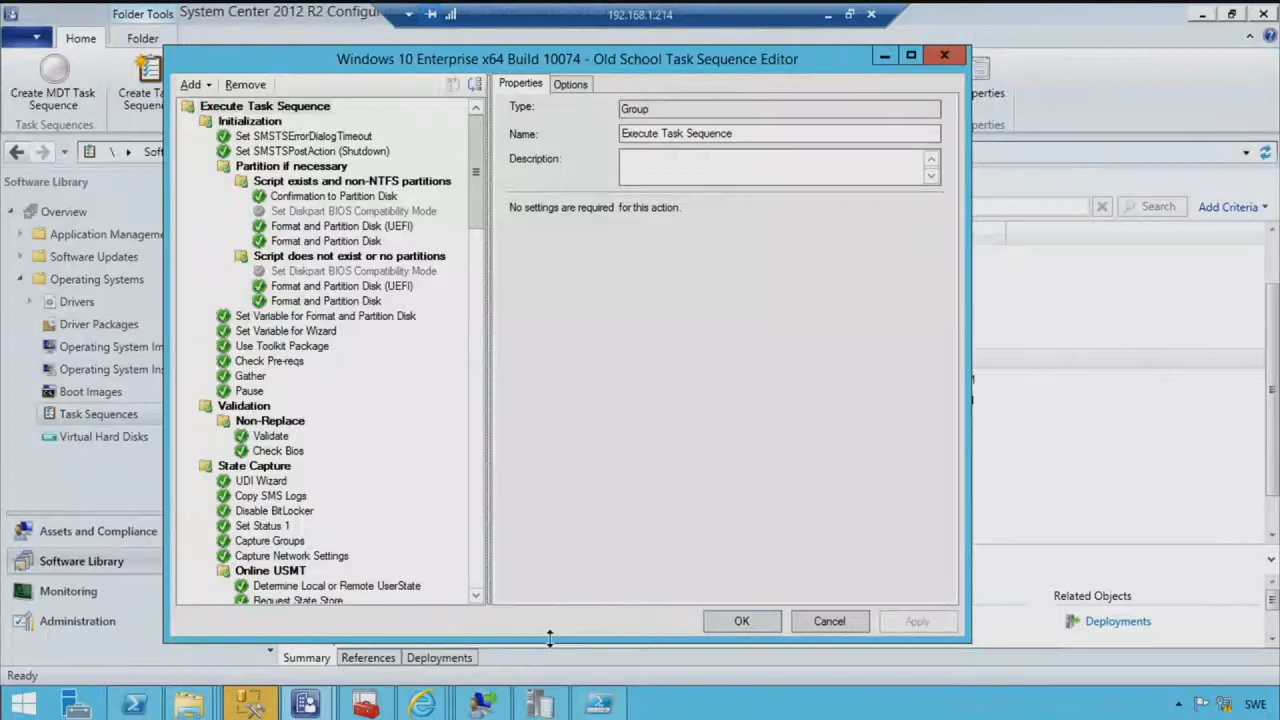 Folder Tools
System Center 2012 R2 Configu
192.168.1.214
Home
Folder
Create MDT Task
Sequence
Create Ta
Sequenc
Task Sequences
perties
perties
\ Soft
Software Library
Search
Add Criteria
Overview
Application Manageme
Software Updates
Operating Systems
Drivers
Driver Packages
Operating System Im
Operating System Ins
Boot Images
Task Sequences
Virtual Hard Disks
Assets and Compliance
Software Library
Monitoring
Administration
Windows 10 Enterprise x64 Build 10074 - Old School Task Sequence Editor
Add
Remove
Execute Task Sequence
Initialization
Set SMSTSErrorDialogTimeout
Set SMSTSPostAction (Shutdown)
Partition if necessary
Script exists and non-NTFS partitions
Confirmation to Partition Disk
Set Diskpart BIOS Compatibility Mode
Format and Partition Disk (UEFI)
Format and Partition Disk
Script does not exist or no partitions
Set Diskpart BIOS Compatibility Mode
Format and Partition Disk (UEFI)
Format and Partition Disk
Set Variable for Format and Partition Disk
Set Variable for Wizard
Use Toolkit Package
Check Pre-reqs
Gather
Pause
Validation
Non-Replace
Validate
Check Bios
State Capture
UDI Wizard
Copy SMS Logs
Disable BitLocker
Set Status 1
Capture Groups
Capture Network Settings
Online USMT
Determine Local or Remote UserState
Request State Store
Properties
Options
Type:
Group
Name:
Execute Task Sequence
Description:
No settings are required for this action.
OK
Cancel
Apply
Related Objects
Deployments
Summary
References
Deployments
Ready
SWE